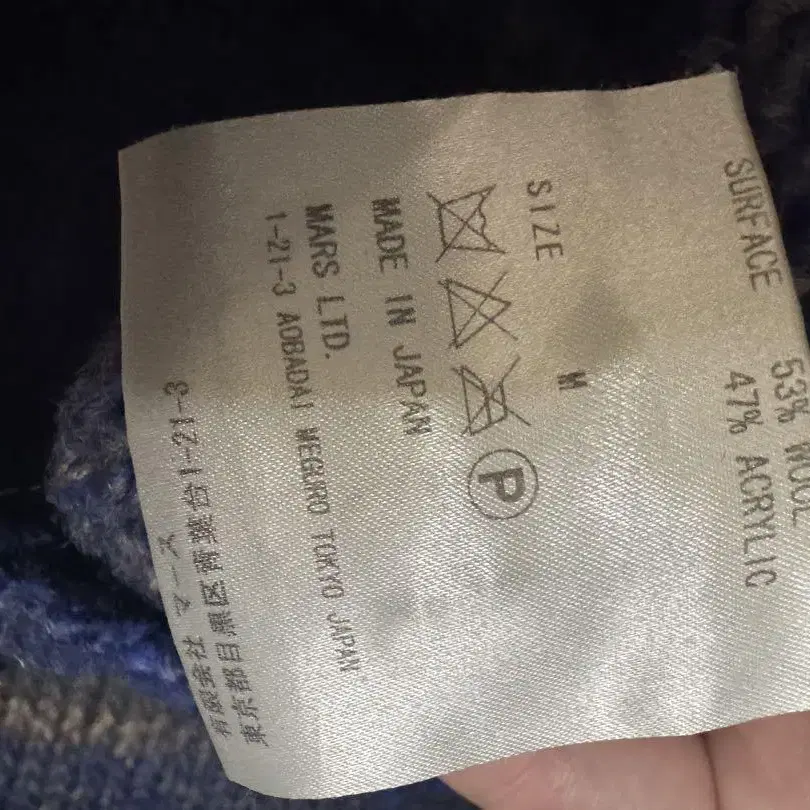 SURFACE
53% WOOL
47% ACRYLIC
SIZE M
P
MADE IN JAPAN
MARS LTD.
1-21-3 AOBADAI MEGURO TOKYO JAPAN
有限会社 マーズ
東京都目黒区青葉台1-21-3